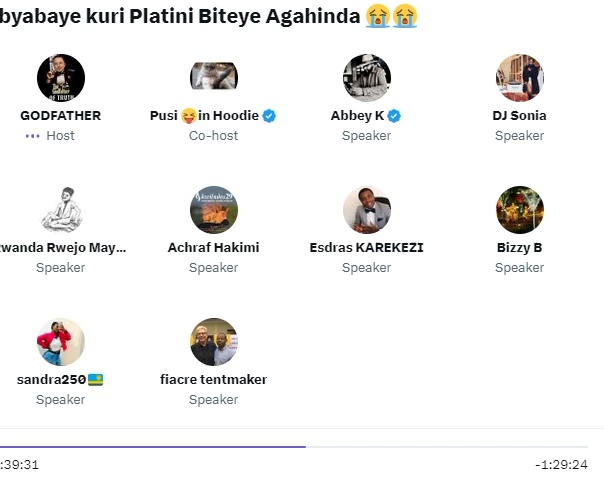 byabaye kuri Platini Biteye Agahinda 😭😭
GODFATHER
Host
Pusi 😝in Hoodie
Co-host
Abbey K
Speaker
DJ Sonia
Speaker
wanda Rwejo May...
Speaker
Achraf Hakimi
Speaker
Esdras KAREKEZI
Speaker
Bizzy B
Speaker
sandra250🇷🇼
Speaker
fiacre tentmaker
Speaker
:39:31
-1:29:24